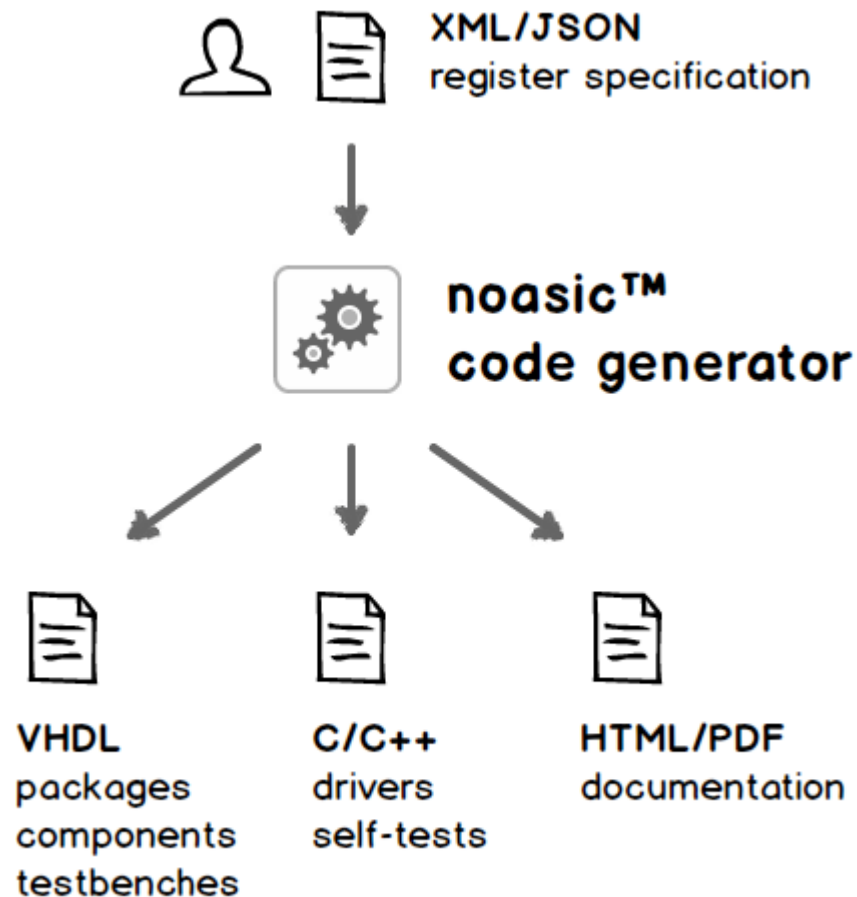 XML/JSON
register specification
noasic™
code generator
VHDL
packages
components
testbenches
C/C++
drivers
self-tests
HTML/PDF
documentation